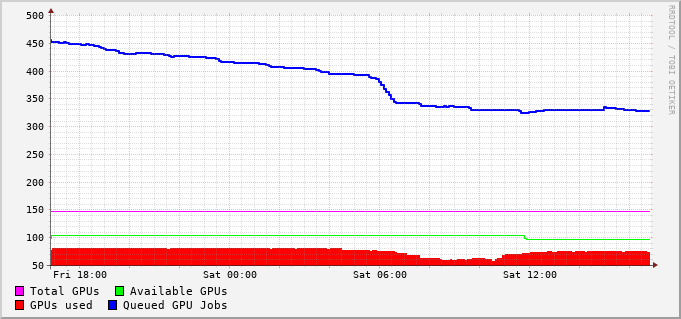 500
450
400
350
300
250
200
150
100
50
Fri 18:00 Sat 00:00 Sat 06:00 Sat 12:00
Total GPUs Available GPUs
GPUs used Queued GPU Jobs
RRDTOOL / TOBI OETIKER